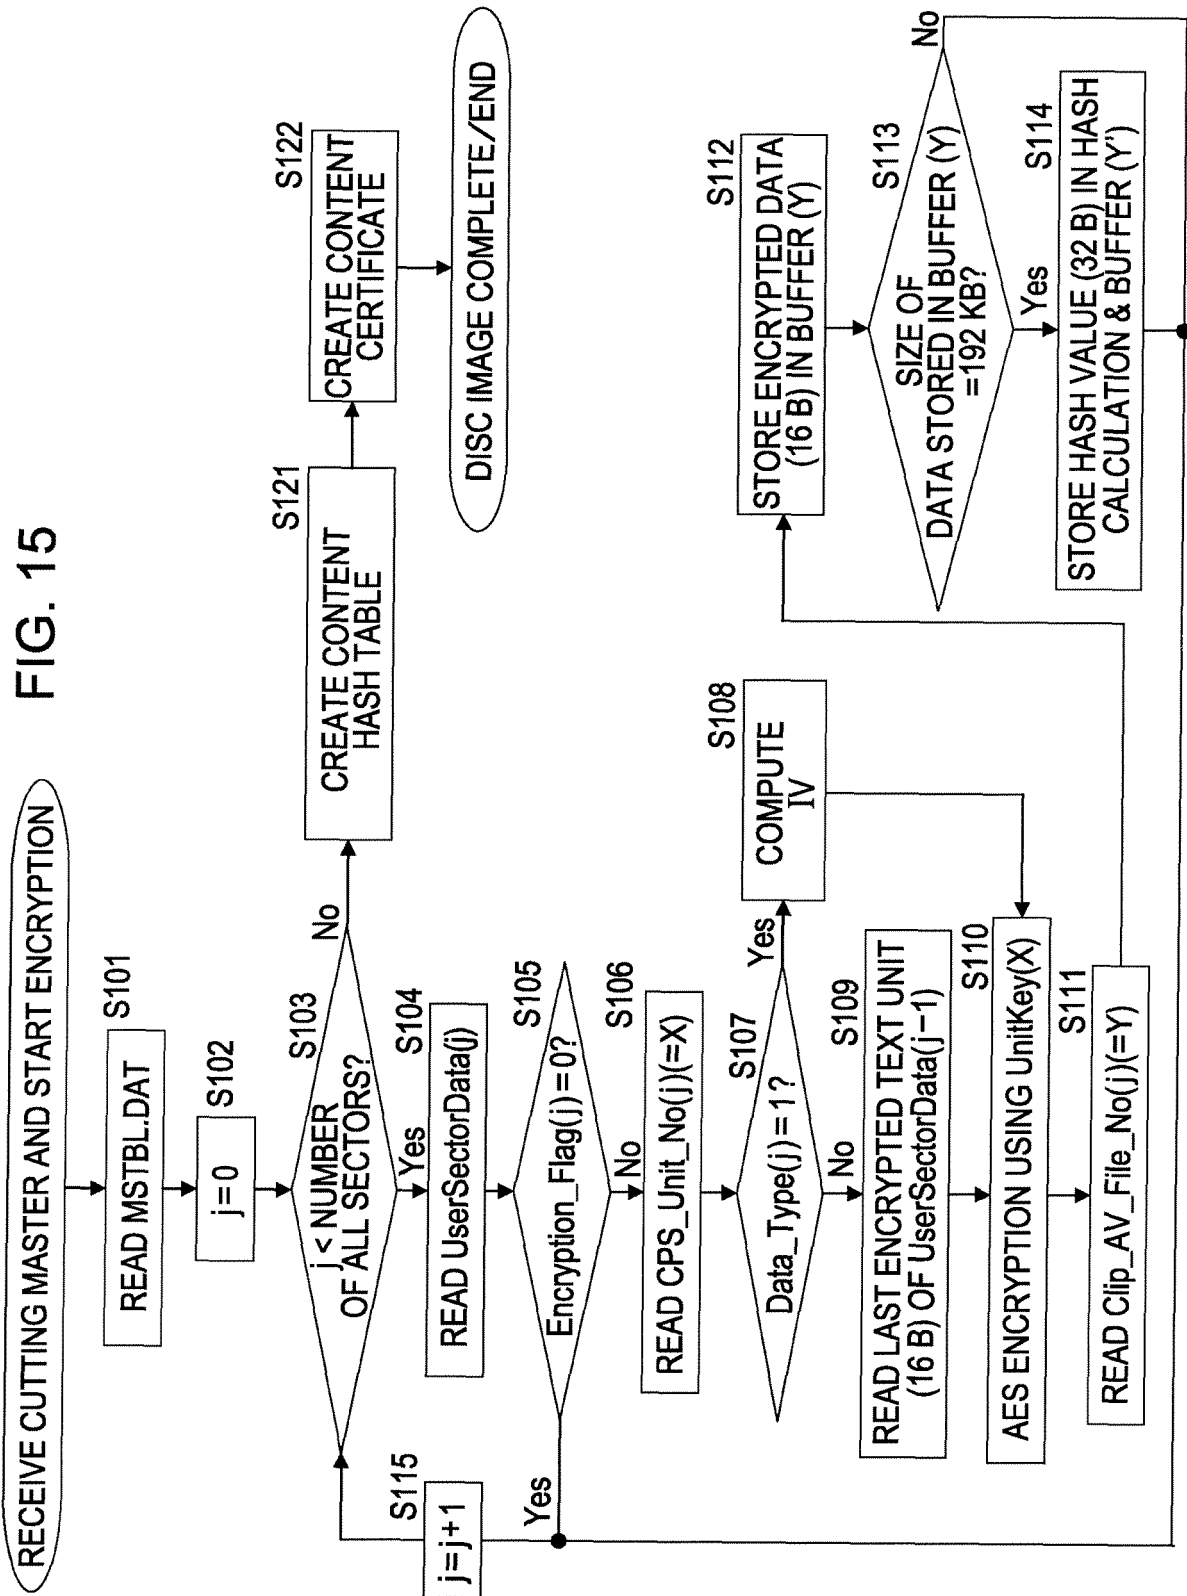 FIG. 15
RECEIVE CUTTING MASTER AND START ENCRYPTION
S101
READ MSTBL.DAT
S102
j=0
S103
j < NUMBER
OF ALL SECTORS?
No
Yes
S104
READ UserSectorData(j)
S105
Encryption_Flag(j)=0?
Yes
No
S106
READ CPS_Unit_No(j)(=X)
S107
Data_Type(j)=1?
Yes
No
S108
COMPUTE
IV
S109
READ LAST ENCRYPTED TEXT UNIT
(16 B) OF UserSectorData(j-1)
S110
AES ENCRYPTION USING UnitKey(X)
S111
READ Clip_AV_File_No(j)(=Y)
S112
STORE ENCRYPTED DATA
(16 B) IN BUFFER (Y)
S113
SIZE OF
DATA STORED IN BUFFER (Y)
=192 KB?
No
Yes
S114
STORE HASH VALUE (32 B) IN HASH
CALCULATION & BUFFER (Y')
S115
j=j+1
S121
CREATE CONTENT
HASH TABLE
S122
CREATE CONTENT
CERTIFICATE
DISC IMAGE COMPLETE/END